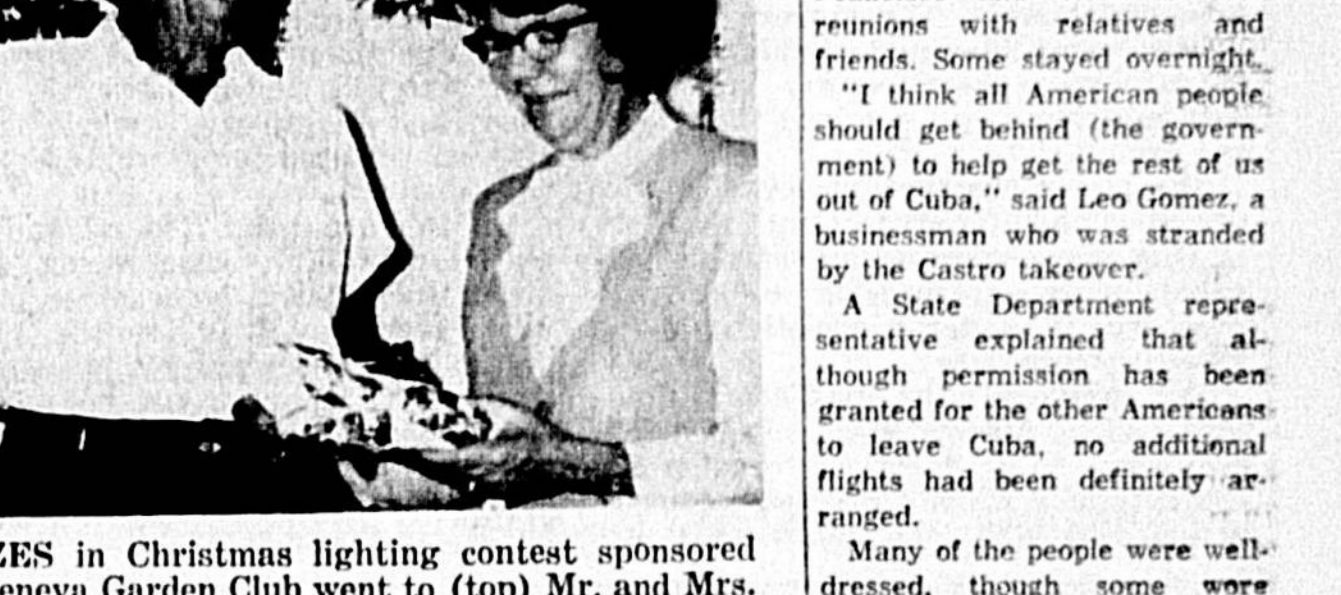 ZES in Christmas lighting contest sponsored
eneva Garden Club went to (top) Mr. and Mrs.
reunions with relatives and
friends. Some stayed overnight.
"I think all American people
should get behind (the govern-
ment) to help get the rest of us
out of Cuba," said Leo Gomez, a
businessman who was stranded
by the Castro takeover.
A State Department repre-
sentative explained that al-
though permission has been
granted for the other Americans
to leave Cuba, no additional
flights had been definitely ar-
ranged.
Many of the people were well-
dressed, though some wore